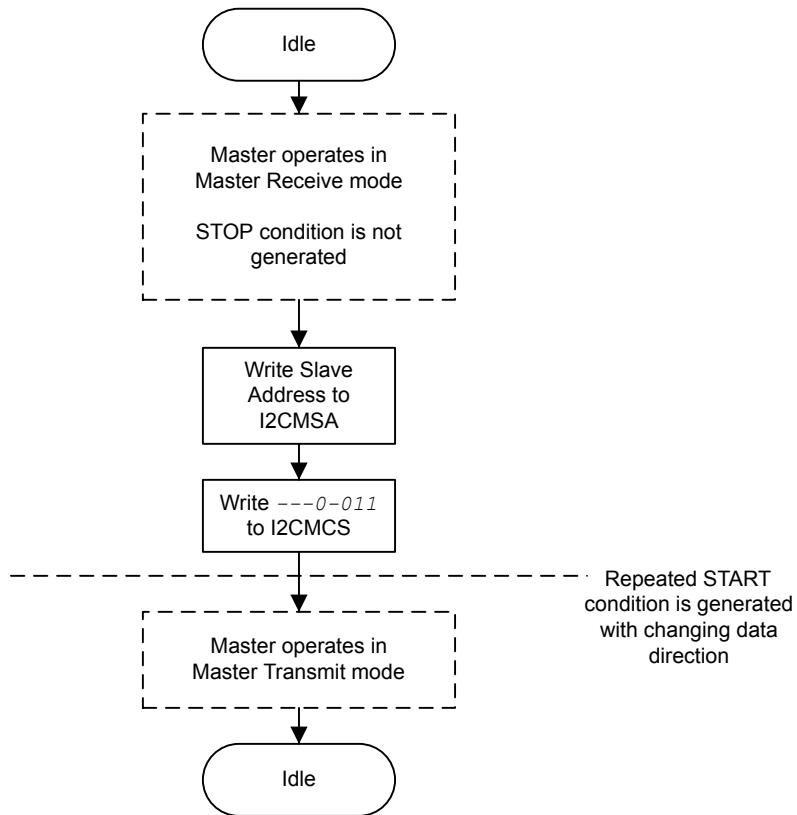 Idle
Master operates in
Master Receive mode
STOP condition is not
generated
Write Slave
Address to
I2CMSA
Write ---0-011
to I2CMCS
Repeated START
condition is generated
with changing data
direction
Master operates in
Master Transmit mode
Idle